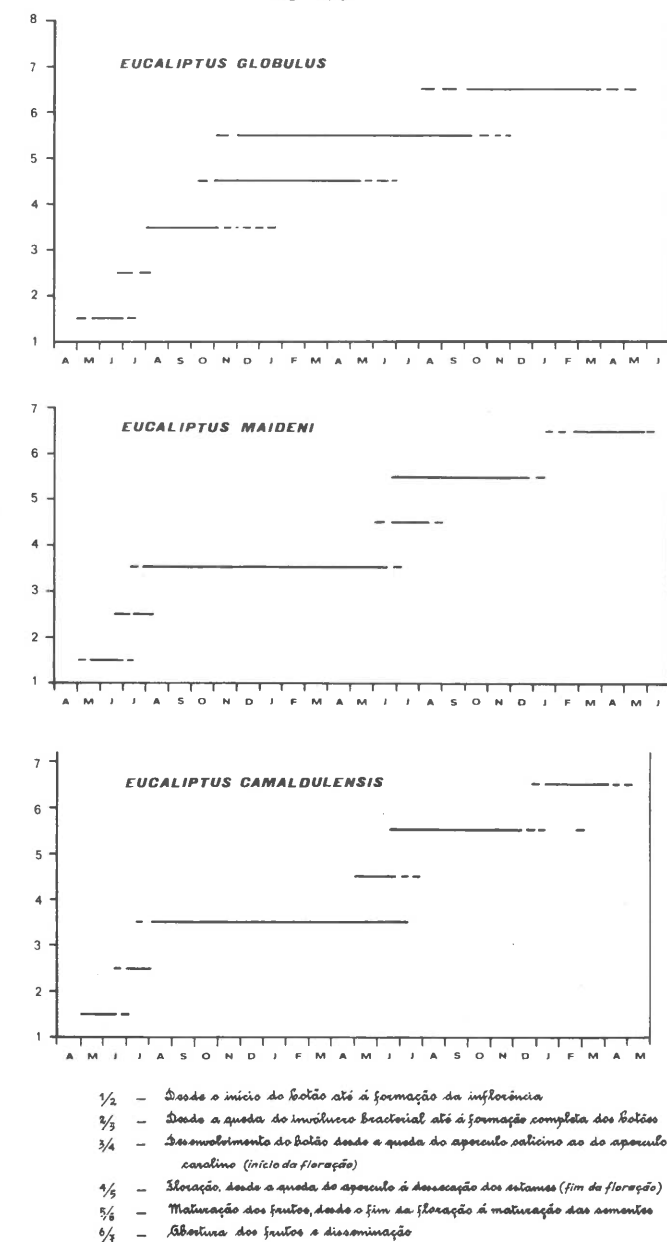 EUCALIPTUS GLOBULUS
8
7
6
5
4
3
2
1
A M J J A S O N D J F M A M J J A S O N D J F M A M J
EUCALIPTUS MAIDENI
7
6
5
4
3
2
1
A M J J A S O N D J F M A M J J A S O N D J F M A M J
EUCALIPTUS CAMALDULENSIS
7
6
5
4
3
2
1
A M J J A S O N D J F M A M J J A S O N D J F M A M
1/2 — Desde o início do botão até á formação da inflorência
2/3 — Desde a queda do invólucro bracterial até á formação completa dos botões
3/4 — Desenvolvimento do botão desde a queda do aperculo calicino ao do aperculo
carolino (início da floração)
4/5 — Floração, desde a queda do aperculo á dessecação dos estames (fim da floração)
5/6 — Maturação dos frutos, desde o fim da floração á maturação das sementes
6/7 — Abertura dos frutos e disseminação